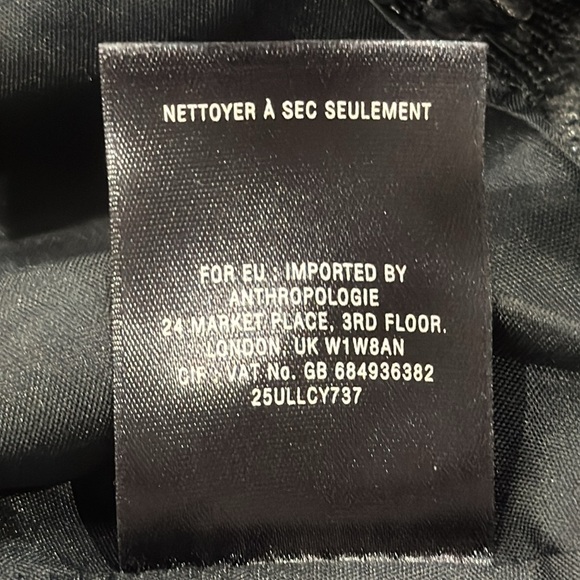 NETTOYER À SEC SEULEMENT
FOR EU : IMPORTED BY
ANTHROPOLOGIE
24 MARKET PLACE, 3RD FLOOR.
LONDON, UK W1W8AN
CIF : VAT No. GB 684936382
25ULLCY737